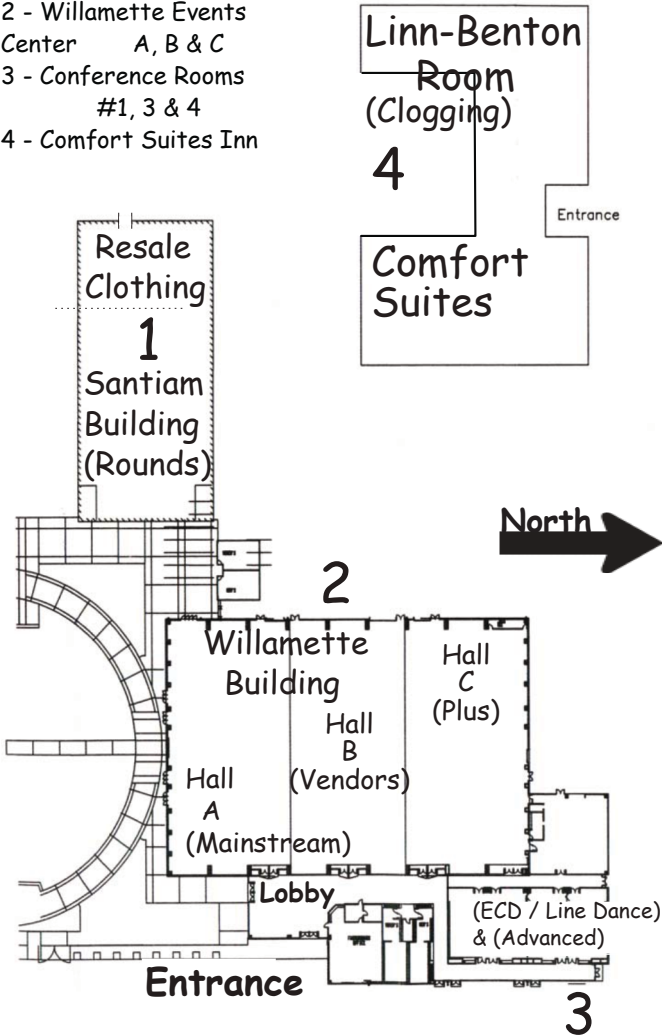 2 - Willamette Events
Center A, B & C
3 - Conference Rooms
#1, 3 & 4
4 - Comfort Suites Inn
Linn-Benton
Room
(Clogging)
4
Entrance
Comfort
Suites
Resale
Clothing
1
Santiam
Building
(Rounds)
North
2
Willamette
Building
Hall
C
(Plus)
Hall
B
(Vendors)
Hall
A
(Mainstream)
Lobby
(ECD / Line Dance)
& (Advanced)
Entrance
3